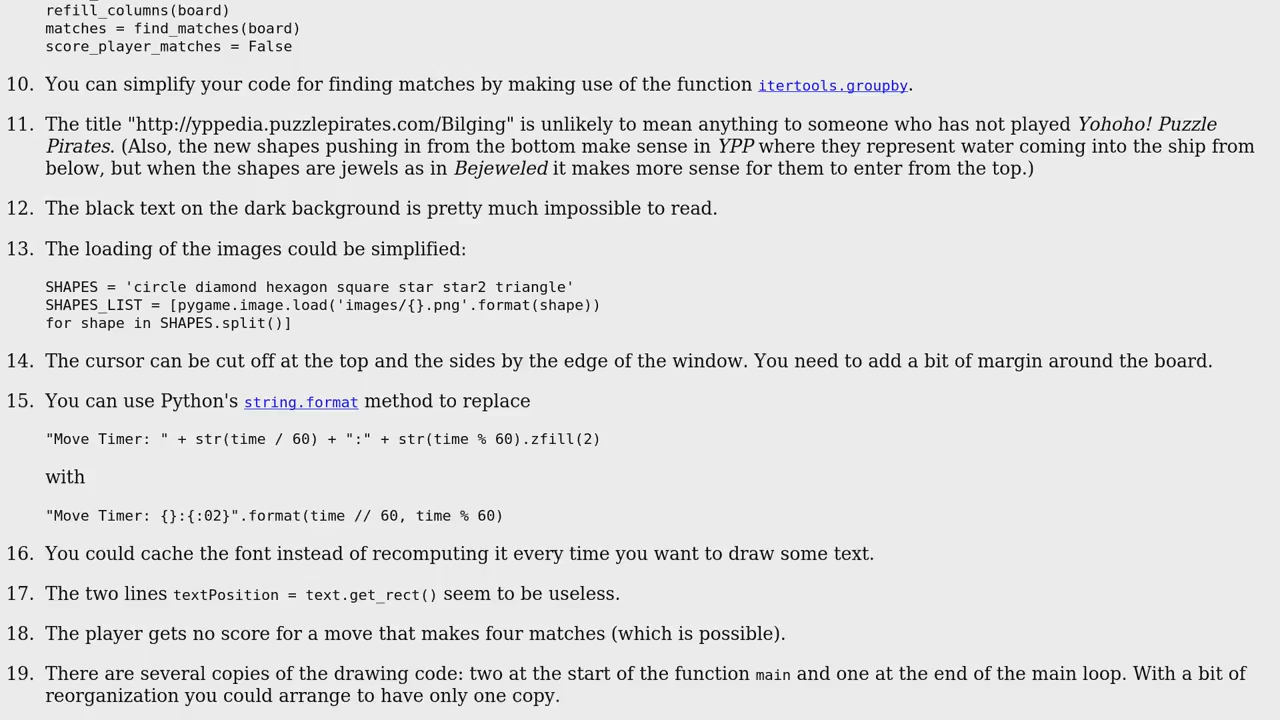 refill_columns(board)
matches = find_matches(board)
score_player_matches = False
10. You can simplify your code for finding matches by making use of the function itertools.groupby.
11. The title "http://yppedia.puzzlepirates.com/Bilging" is unlikely to mean anything to someone who has not played Yohoho! Puzzle
Pirates. (Also, the new shapes pushing in from the bottom make sense in YPP where they represent water coming into the ship from
below, but when the shapes are jewels as in Bejeweled it makes more sense for them to enter from the top.)
12. The black text on the dark background is pretty much impossible to read.
13. The loading of the images could be simplified:
SHAPES = 'circle diamond hexagon square star star2 triangle'
SHAPES_LIST = [pygame.image.load('images/{}.png'.format(shape))
for shape in SHAPES.split()]
14. The cursor can be cut off at the top and the sides by the edge of the window. You need to add a bit of margin around the board.
15. You can use Python's string.format method to replace
"Move Timer: " + str(time / 60) + ":" + str(time % 60).zfill(2)
with
"Move Timer: {}:{:02}".format(time // 60, time % 60)
16. You could cache the font instead of recomputing it every time you want to draw some text.
17. The two lines textPosition = text.get_rect() seem to be useless.
18. The player gets no score for a move that makes four matches (which is possible).
19. There are several copies of the drawing code: two at the start of the function main and one at the end of the main loop. With a bit of
reorganization you could arrange to have only one copy.